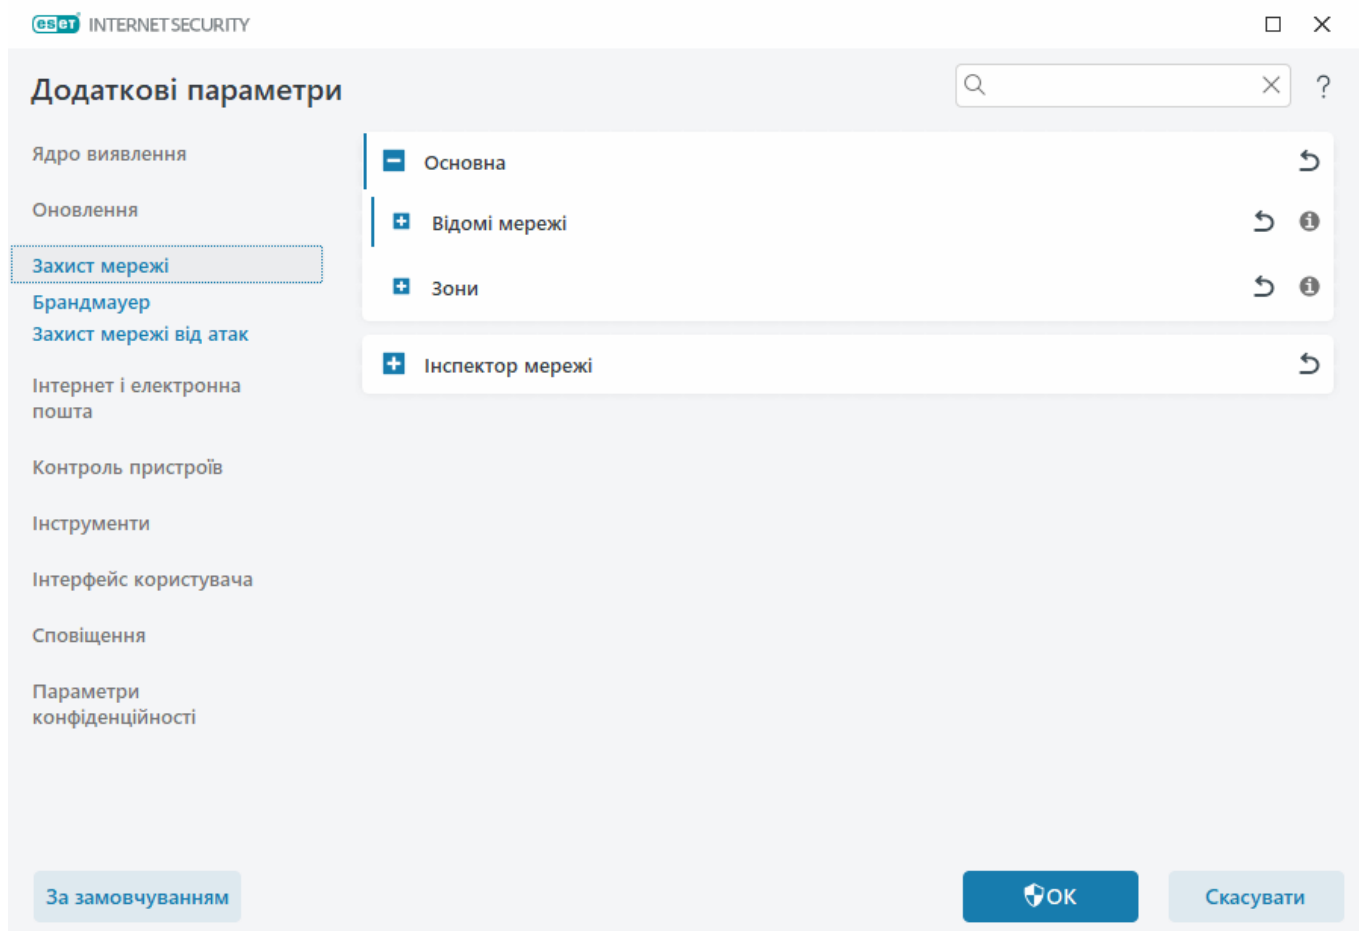 eset INTERNET SECURITY
Додаткові параметри
?
Ядро виявлення
Оновлення
Захист мережі
Брандмауер
Захист мережі від атак
Інтернет і електронна
пошта
Контроль пристроїв
Інструменти
Інтерфейс користувача
Сповіщення
Параметри
конфіденційності
Основна
Відомі мережі
Зони
Інспектор мережі
За замовчуванням
ОК
Скасувати